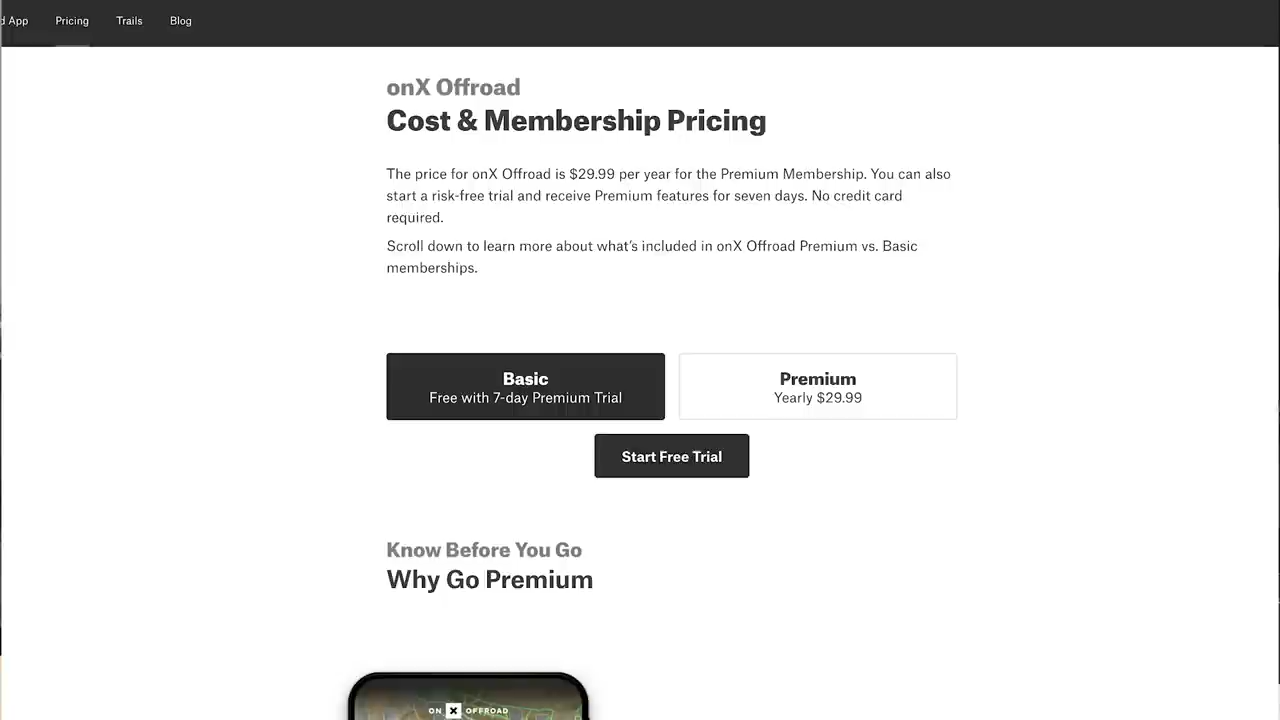 d App
Pricing
Trails
Blog
onX Offroad
Cost & Membership Pricing
The price for onX Offroad is $29.99 per year for the Premium Membership. You can also
start a risk-free trial and receive Premium features for seven days. No credit card
required.
Scroll down to learn more about what's included in onX Offroad Premium vs. Basic
memberships.
Basic
Free with 7-day Premium Trial
Premium
Yearly $29.99
Start Free Trial
Know Before You Go
Why Go Premium
ON X OFFROAD